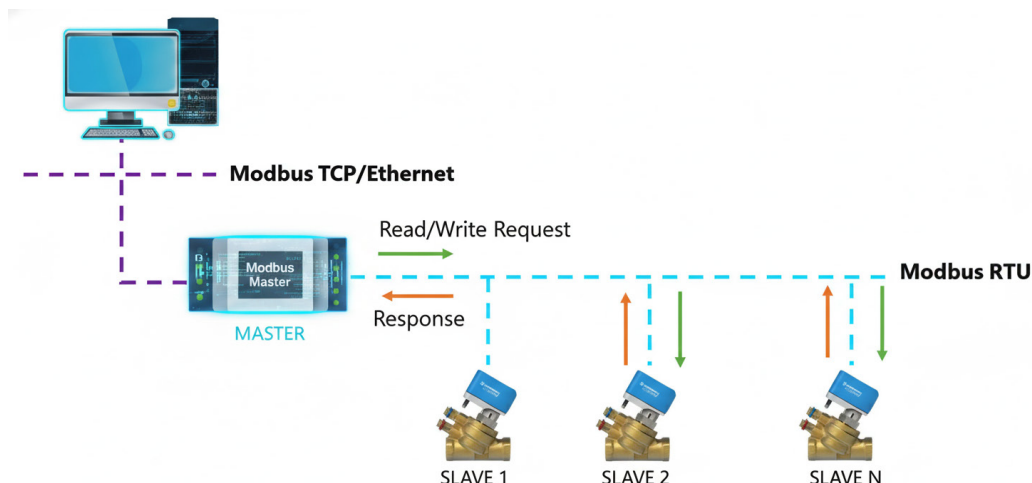 Modbus TCP/Ethernet
Read/Write Request
Modbus
Master
Modbus RTU
Response
MASTER
SLAVE 1
SLAVE 2
SLAVE N